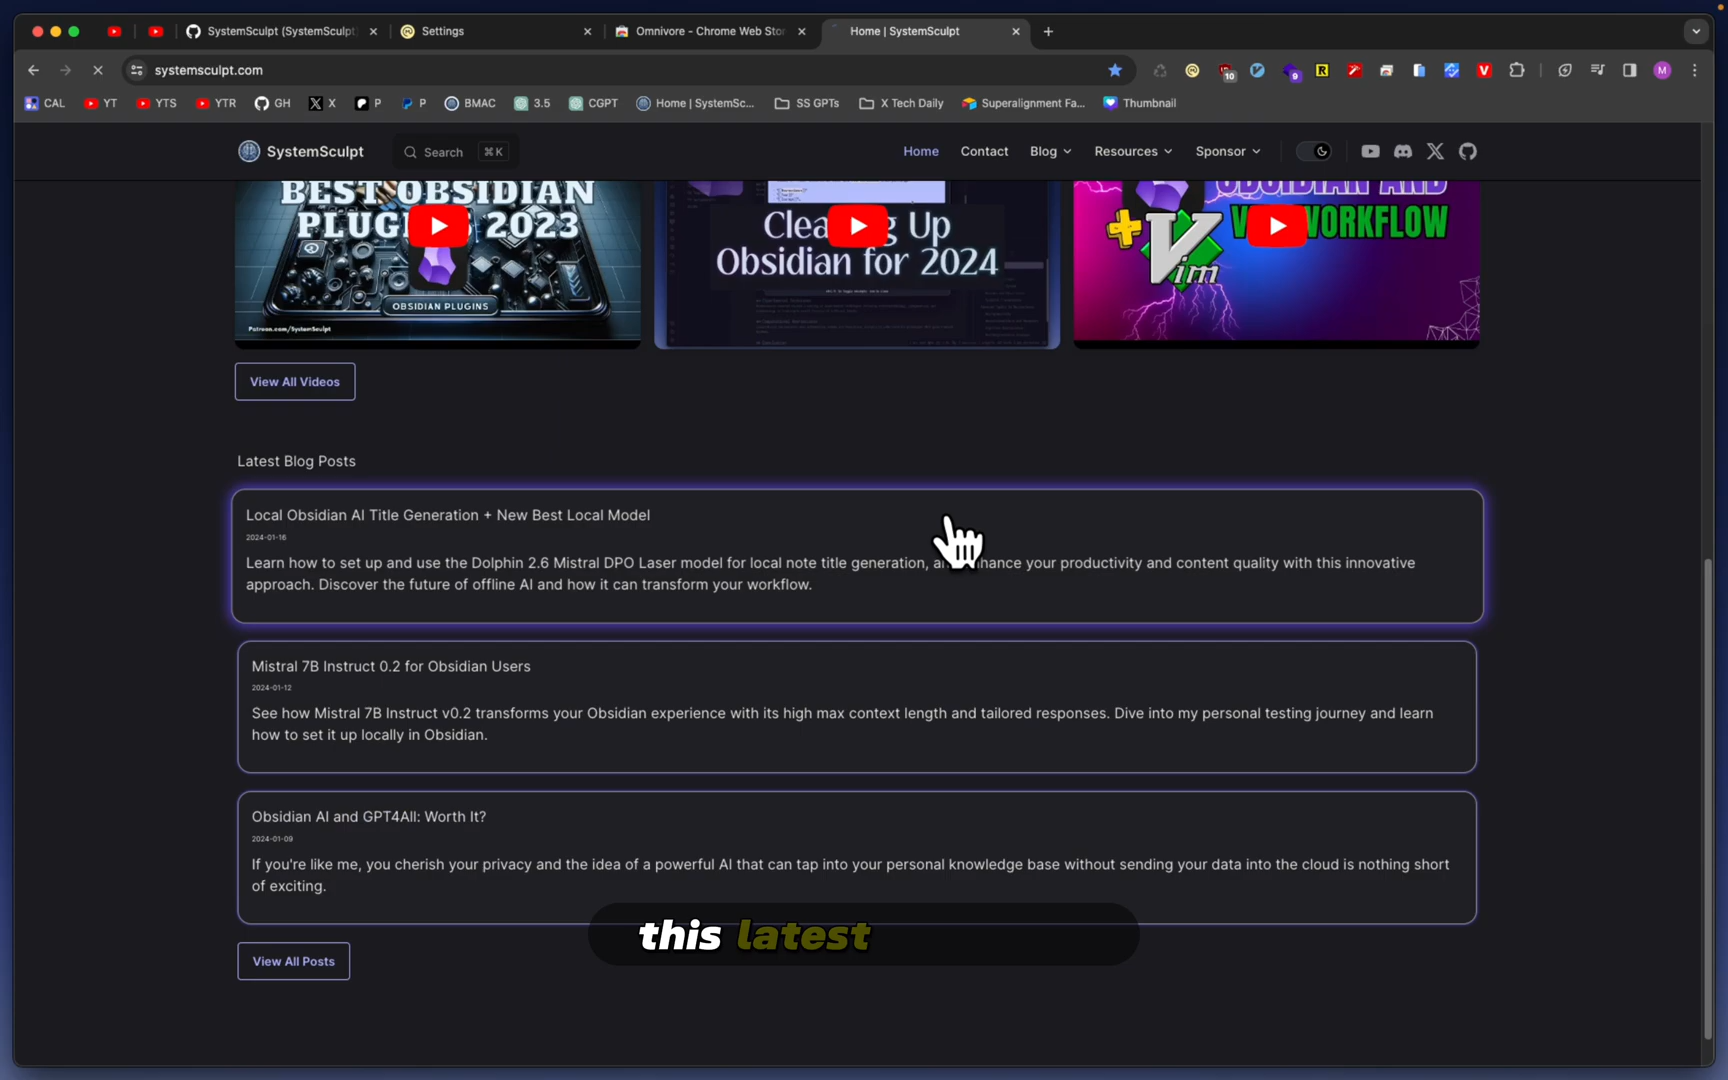 SystemSculpt (SystemSculpt
Settings
Omnivore - Chrome Web Stor
Home | SystemSculpt
systemsculpt.com
10
9
R
V
M
CAL
YT
YTS
YTR
GH
X
P
P
BMAC
3.5
CGPT
Home | SystemSc...
SS GPTs
X Tech Daily
Superalignment Fa...
Thumbnail
SystemSculpt
Search
⌘K
Home
Contact
Blog
Resources
Sponsor
BEST OBSIDIAN
PLUGINS 2023
OBSIDIAN PLUGINS
Patreon.com/SystemSculpt
Clearing Up
Obsidian for 2024
OBSIDIAN AND
WORKFLOW
Vim
View All Videos
Latest Blog Posts
Local Obsidian AI Title Generation + New Best Local Model
2024-01-16
Learn how to set up and use the Dolphin 2.6 Mistral DPO Laser model for local note title generation, and enhance your productivity and content quality with this innovative
approach. Discover the future of offline AI and how it can transform your workflow.
Mistral 7B Instruct 0.2 for Obsidian Users
2024-01-12
See how Mistral 7B Instruct v0.2 transforms your Obsidian experience with its high max context length and tailored responses. Dive into my personal testing journey and learn
how to set it up locally in Obsidian.
Obsidian AI and GPT4All: Worth It?
2024-01-09
If you're like me, you cherish your privacy and the idea of a powerful AI that can tap into your personal knowledge base without sending your data into the cloud is nothing short
of exciting.
this latest
View All Posts